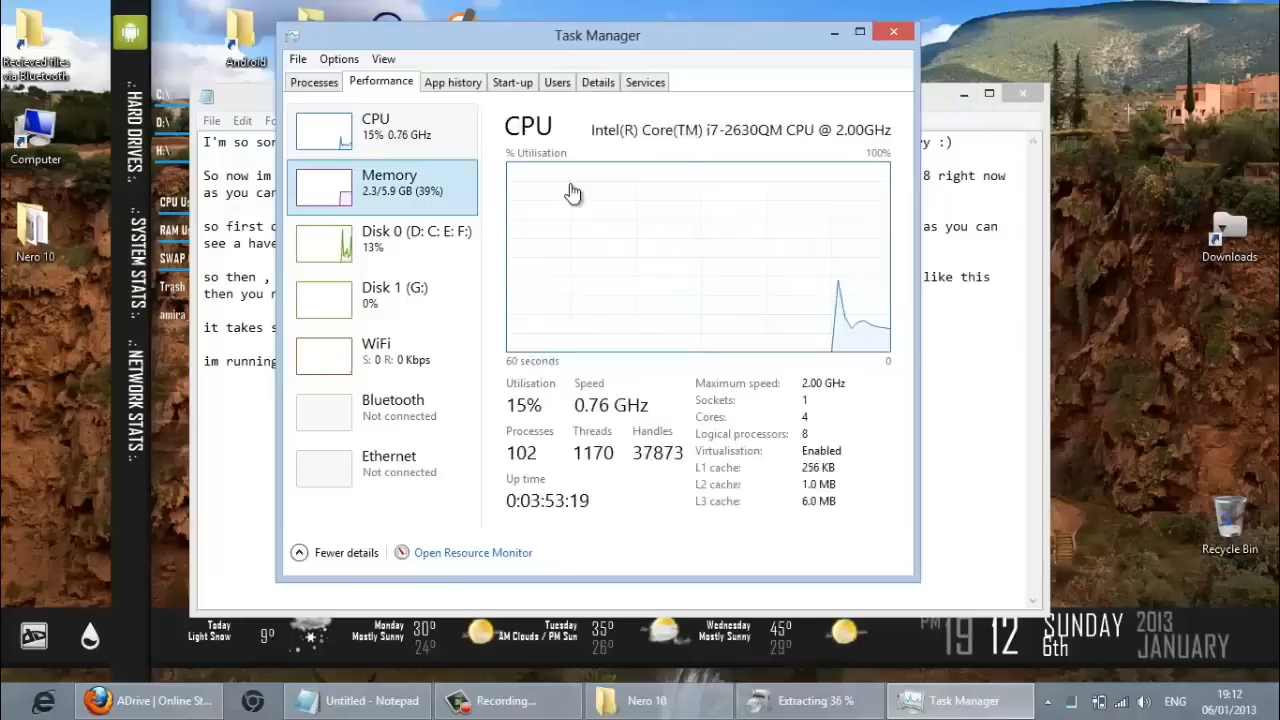 Recieved files
via Bluetooth
Android
Computer
Nero 10
Downloads
Recycle Bin
.: HARD DRIVES :.
.: SYSTEM STATS :.
.: NETWORK STATS :.
C:\
D:\
H:\
CPU Us
RAM Us
SWAP
Trash
amira
File Edit
I'm so sor
So now im
as you can
so first
see a have
so then ,
then you
it takes s
im running
:)
8 right now
as you can
like this
Task Manager
File Options View
Processes Performance App history Start-up Users Details Services
CPU
15% 0.76 GHz
Memory
2.3/5.9 GB (39%)
Disk 0 (D: C: E: F:)
13%
Disk 1 (G:)
0%
WiFi
S: 0 R: 0 Kbps
Bluetooth
Not connected
Ethernet
Not connected
CPU Intel(R) Core(TM) i7-2630QM CPU @ 2.00GHz
% Utilisation 100%
60 seconds 0
Utilisation Speed
15% 0.76 GHz
Processes Threads Handles
102 1170 37873
Up time
0:03:53:19
Maximum speed: 2.00 GHz
Sockets: 1
Cores: 4
Logical processors: 8
Virtualisation: Enabled
L1 cache: 256 KB
L2 cache: 1.0 MB
L3 cache: 6.0 MB
Fewer details Open Resource Monitor
Today
Light Snow
9°
Monday
Mostly Sunny
30°
24°
Tuesday
AM Clouds / PM Sun
35°
26°
Wednesday
Mostly Sunny
45°
29°
PM 19 12 SUNDAY 6th 2013 JANUARY
ADrive | Online St...
Untitled - Notepad
Recording...
Nero 10
Extracting 36 %
Task Manager
ENG
19:12
06/01/2013